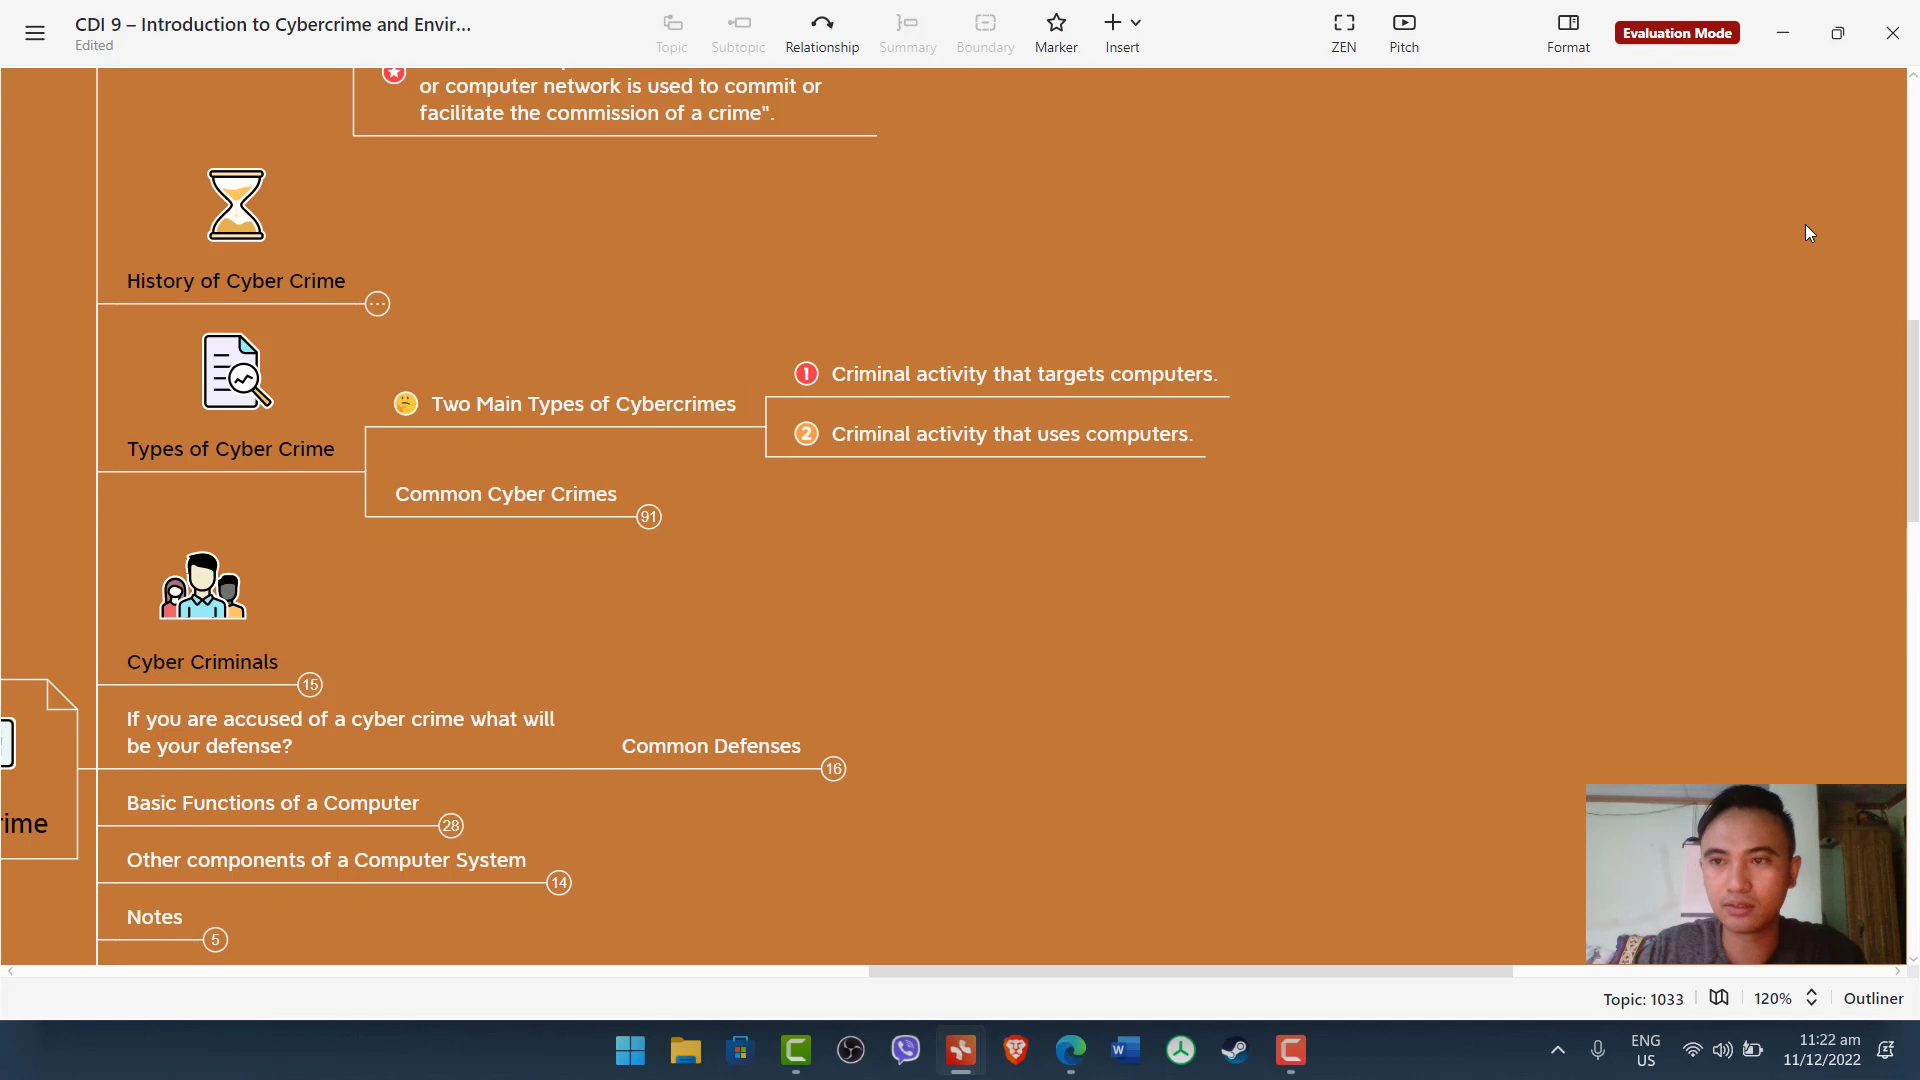 CDI 9 – Introduction to Cybercrime and Envir...
Edited
Topic
Subtopic
Relationship
Summary
Boundary
Marker
Insert
ZEN
Pitch
Format
Evaluation Mode
or computer network is used to commit or
facilitate the commission of a crime".
History of Cyber Crime
Types of Cyber Crime
Two Main Types of Cybercrimes
1 Criminal activity that targets computers.
2 Criminal activity that uses computers.
Common Cyber Crimes
91
Cyber Criminals
15
If you are accused of a cyber crime what will
be your defense?
Common Defenses
16
Basic Functions of a Computer
28
Other components of a Computer System
14
Notes
5
rime
Topic: 1033
120%
Outliner
ENG
US
11:22 am
11/12/2022